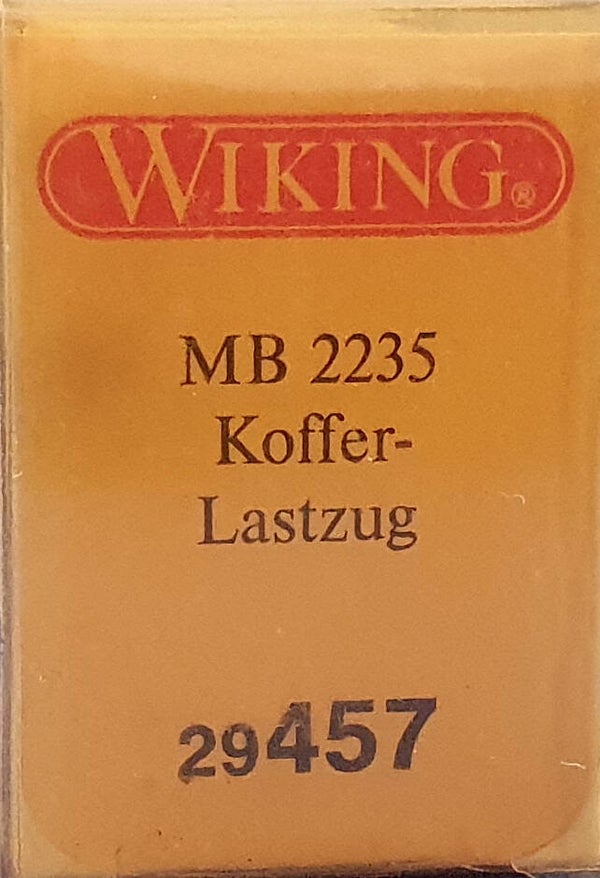 WIKING®
MB 2235
Koffer-
Lastzug
29457